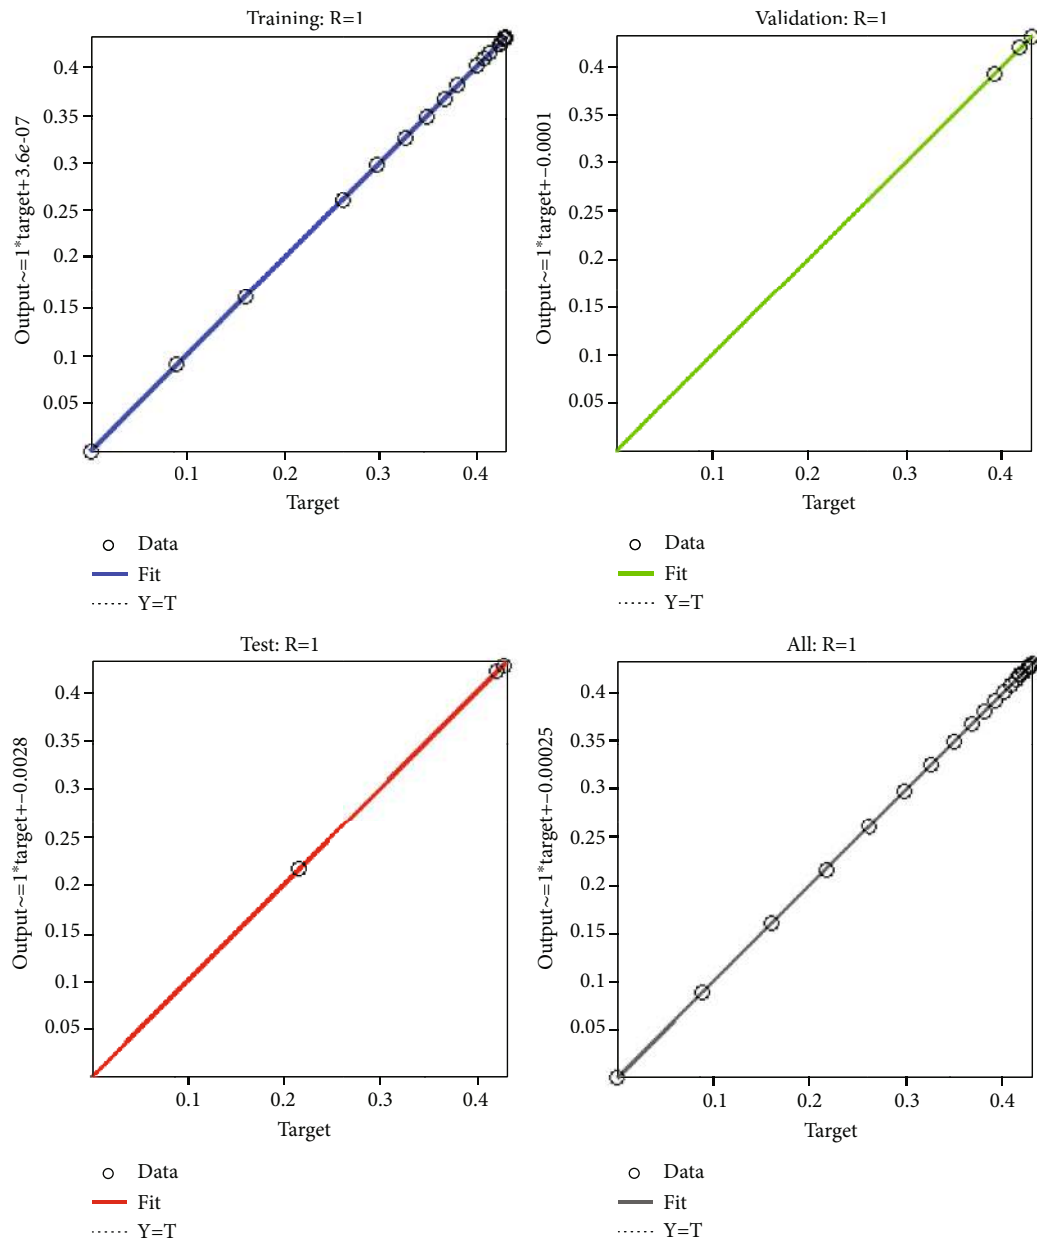 Training: R=1
Output~=1*target+3.6e-07
0.4
0.35
0.3
0.25
0.2
0.15
0.1
0.05
0.1 0.2 0.3 0.4
Target
Data
Fit
Y=T
Validation: R=1
Output~=1*target+−0.0001
0.4
0.35
0.3
0.25
0.2
0.15
0.1
0.05
0.1 0.2 0.3 0.4
Target
Data
Fit
Y=T
Test: R=1
Output~=1*target+−0.0028
0.4
0.35
0.3
0.25
0.2
0.15
0.1
0.05
0.1 0.2 0.3 0.4
Target
Data
Fit
Y=T
All: R=1
Output~=1*target+−0.00025
0.4
0.35
0.3
0.25
0.2
0.15
0.1
0.05
0.1 0.2 0.3 0.4
Target
Data
Fit
Y=T